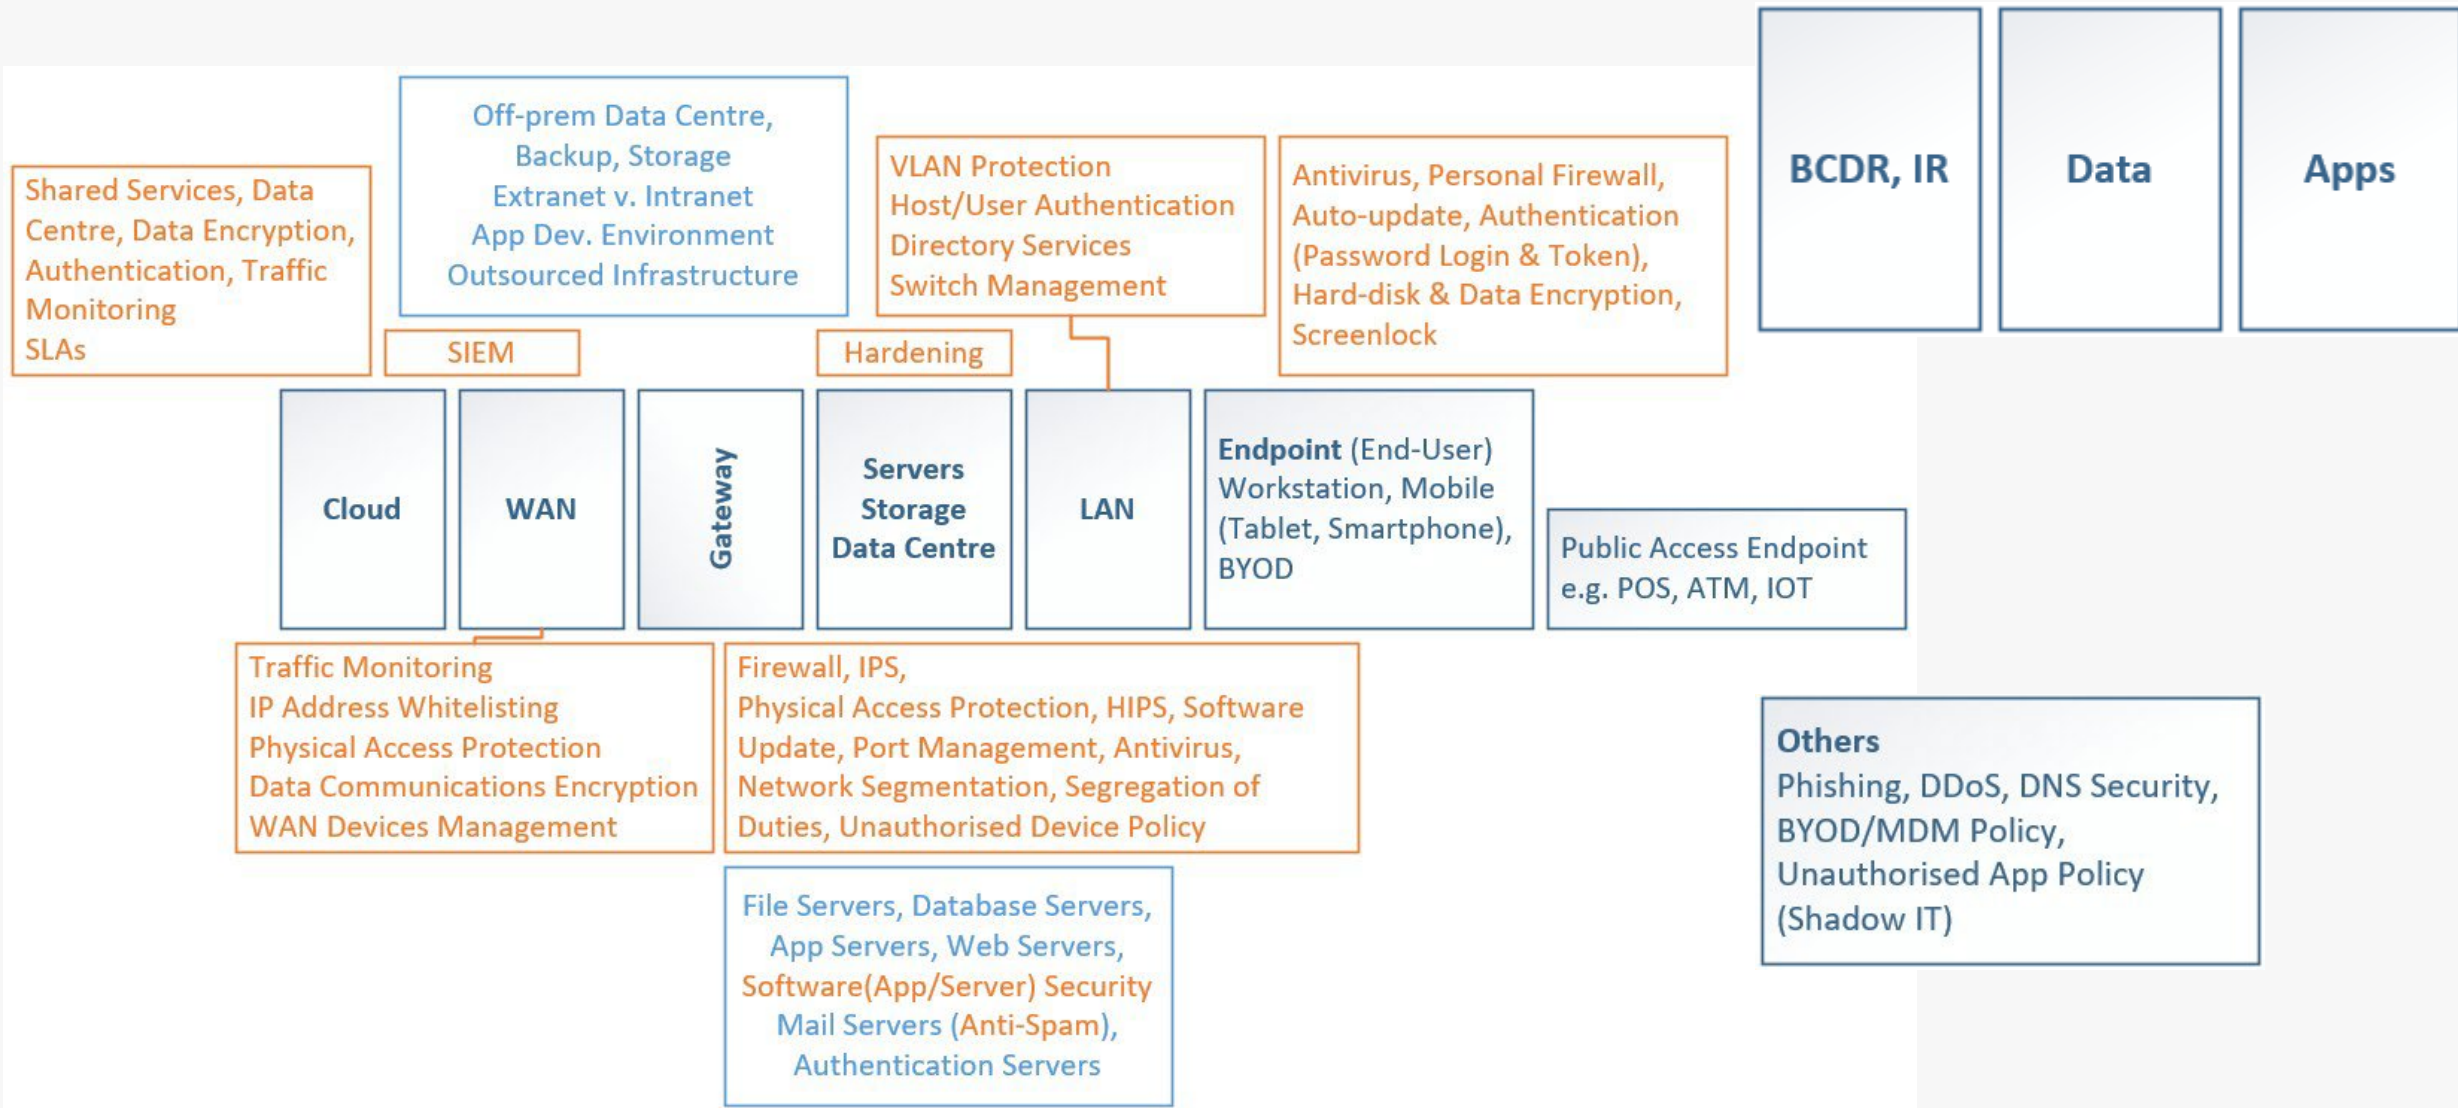 BCDR, IR
Data
Apps
Off-prem Data Centre,
Backup, Storage
Extranet v. Intranet
App Dev. Environment
Outsourced Infrastructure
VLAN Protection
Host/User Authentication
Directory Services
Switch Management
Antivirus, Personal Firewall,
Auto-update, Authentication
(Password Login & Token),
Hard-disk & Data Encryption,
Screenlock
Shared Services, Data
Centre, Data Encryption,
Authentication, Traffic
Monitoring
SLAs
SIEM
Hardening
Cloud
WAN
Gateway
Servers
Storage
Data Centre
LAN
Endpoint (End-User)
Workstation, Mobile
(Tablet, Smartphone),
BYOD
Public Access Endpoint
e.g. POS, ATM, IOT
Traffic Monitoring
IP Address Whitelisting
Physical Access Protection
Data Communications Encryption
WAN Devices Management
Firewall, IPS,
Physical Access Protection, HIPS, Software
Update, Port Management, Antivirus,
Network Segmentation, Segregation of
Duties, Unauthorised Device Policy
Others
Phishing, DDoS, DNS Security,
BYOD/MDM Policy,
Unauthorised App Policy
(Shadow IT)
File Servers, Database Servers,
App Servers, Web Servers,
Software(App/Server) Security
Mail Servers (Anti-Spam),
Authentication Servers